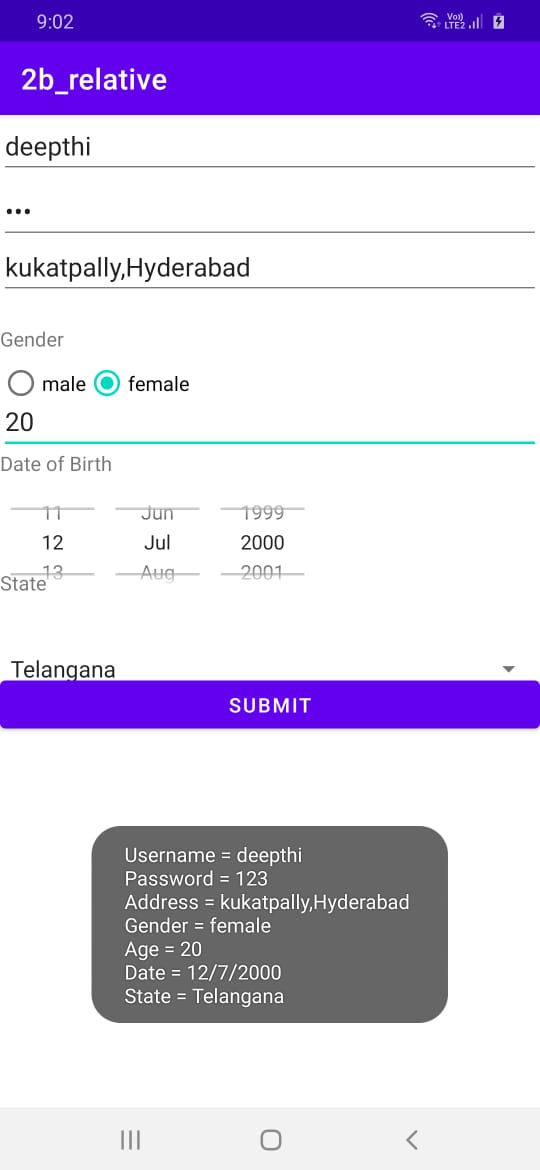 9:02
Vo))
LTE2
2b_relative
deepthi
•••
kukatpally,Hyderabad
Gender
male female
20
Date of Birth
11 Jun 1999
12 Jul 2000
13 Aug 2001
State
Telangana
SUBMIT
Username = deepthi
Password = 123
Address = kukatpally,Hyderabad
Gender = female
Age = 20
Date = 12/7/2000
State = Telangana